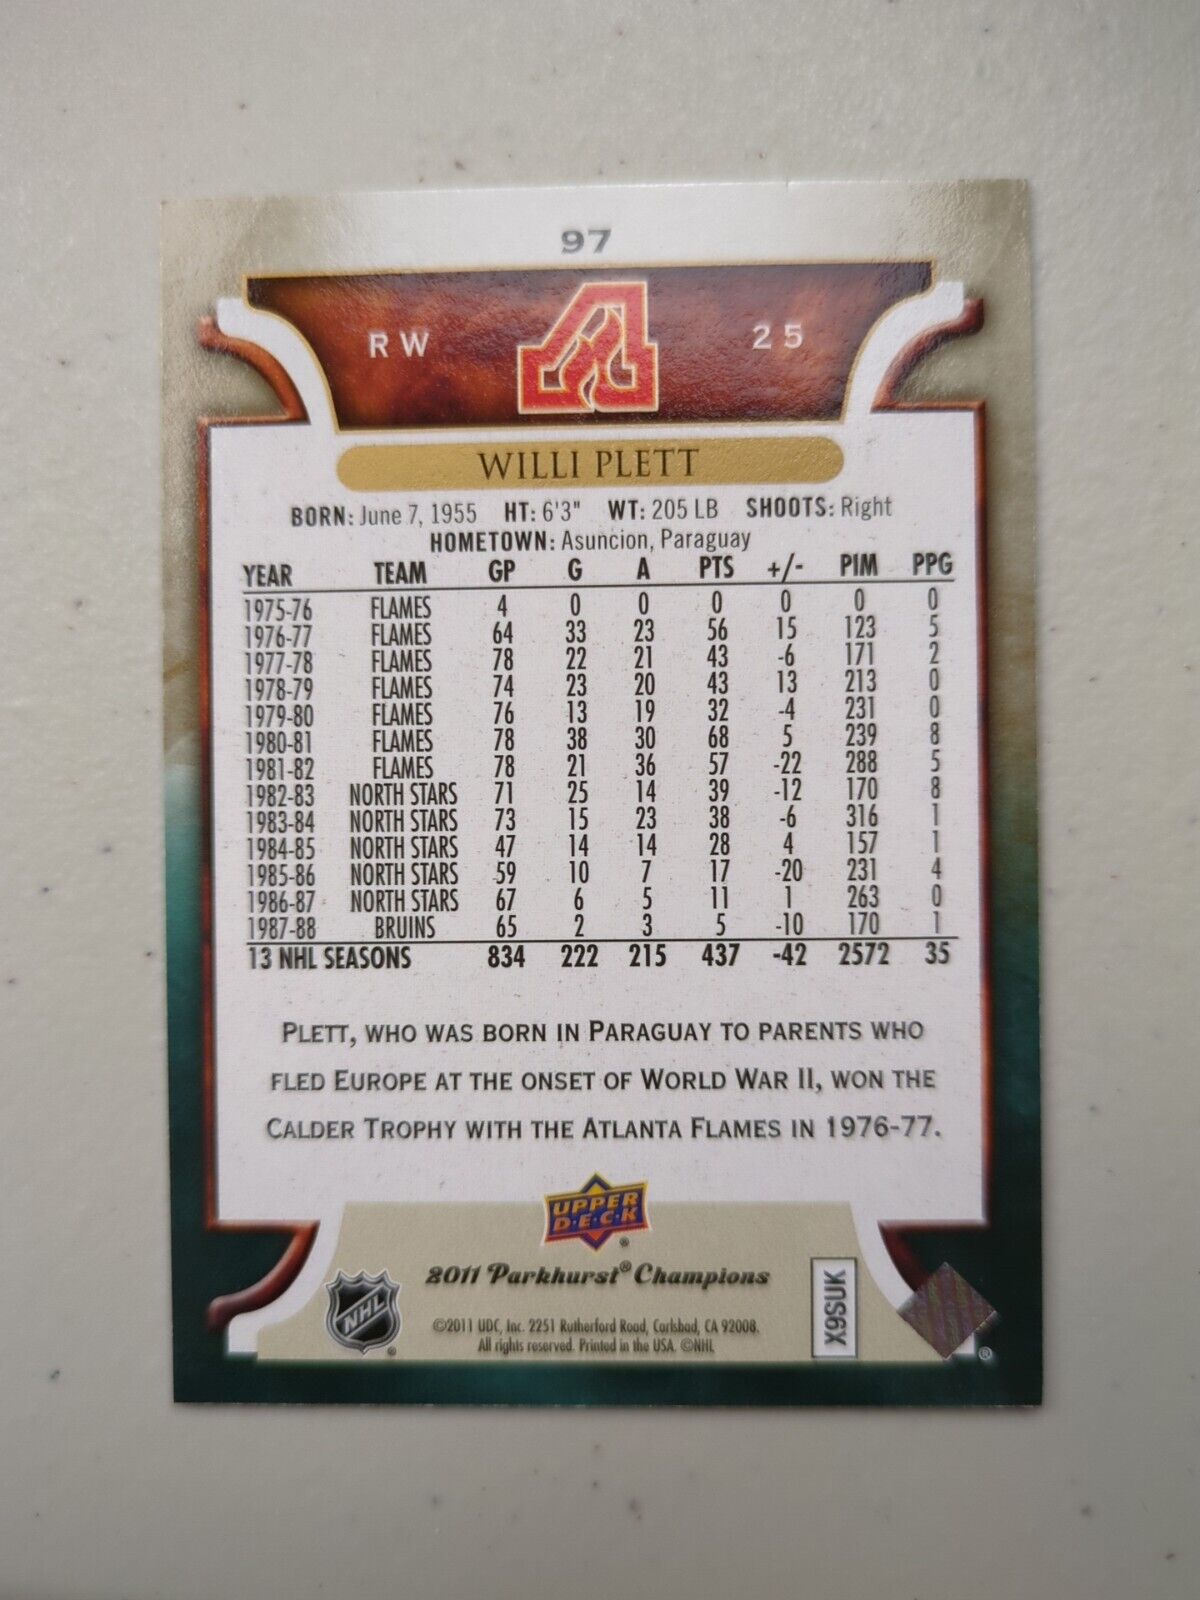 97
RW 25
WILLI PLETT
BORN: June 7, 1955 HT: 6'3" WT: 205 LB SHOOTS: Right
HOMETOWN: Asuncion, Paraguay
YEAR TEAM GP G A PTS +/- PIM PPG
1975-76 FLAMES 4 0 0 0 0 0 0
1976-77 FLAMES 64 33 23 56 15 123 5
1977-78 FLAMES 78 22 21 43 -6 171 2
1978-79 FLAMES 74 23 20 43 13 213 0
1979-80 FLAMES 76 13 19 32 -4 231 0
1980-81 FLAMES 78 38 30 68 5 239 8
1981-82 FLAMES 78 21 36 57 -22 288 5
1982-83 NORTH STARS 71 25 14 39 -12 170 8
1983-84 NORTH STARS 73 15 23 38 -6 316 1
1984-85 NORTH STARS 47 14 14 28 4 157 1
1985-86 NORTH STARS 59 10 7 17 -20 231 4
1986-87 NORTH STARS 67 6 5 11 1 263 0
1987-88 BRUINS 65 2 3 5 -10 170 1
13 NHL SEASONS 834 222 215 437 -42 2572 35
PLETT, WHO WAS BORN IN PARAGUAY TO PARENTS WHO
FLED EUROPE AT THE ONSET OF WORLD WAR II, WON THE
CALDER TROPHY WITH THE ATLANTA FLAMES IN 1976-77.
UPPER
D·E·C·K
®
2011 Parkhurst® Champions
NHL ®
©2011 UDC, Inc. 2251 Rutherford Road, Carlsbad, CA 92008.
All rights reserved. Printed in the USA. ©NHL
X9SUK
®